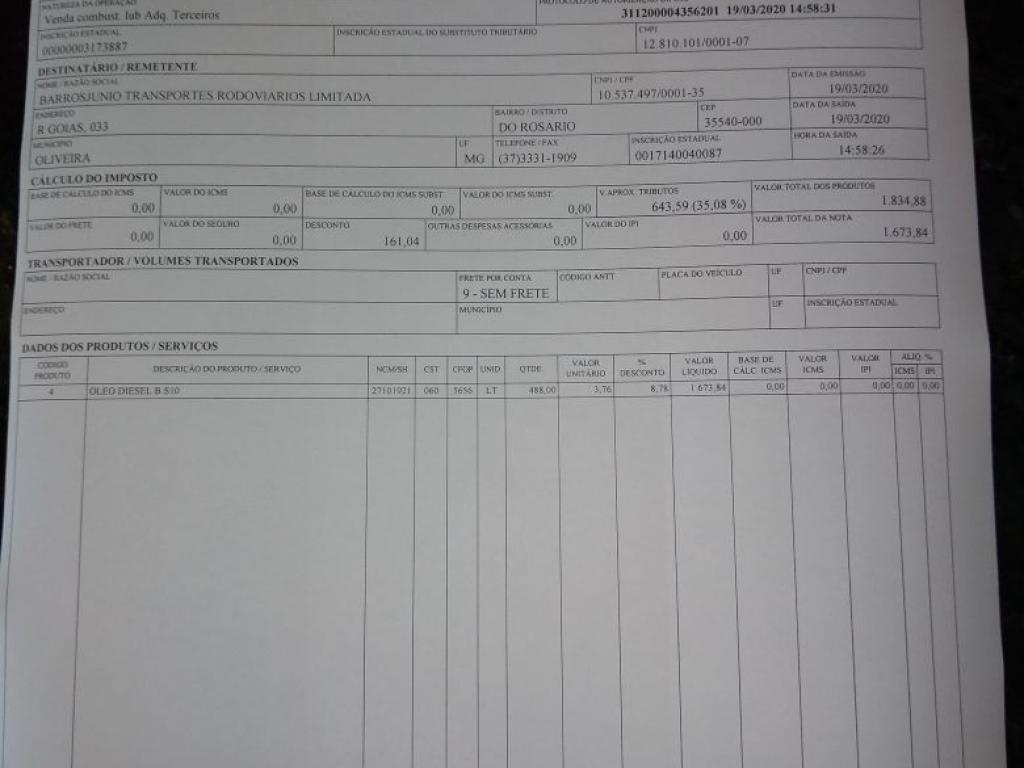 NATUREZA DA OPERAÇÃO
Venda combust. lub Adq. Terceiros
311200004356201 19/03/2020 14:58:31
INSCRIÇÃO ESTADUAL
00000003173887
INSCRIÇÃO ESTADUAL DO SUBSTITUTO TRIBUTÁRIO
CNPJ
12.810.101/0001-07
DESTINATÁRIO / REMETENTE
NOME / RAZÃO SOCIAL
BARROSJUNIO TRANSPORTES RODOVIARIOS LIMITADA
CNPJ / CPF
10.537.497/0001-35
DATA DA EMISSÃO
19/03/2020
ENDEREÇO
R GOIAS, 033
BAIRRO / DISTRITO
DO ROSARIO
CEP
35540-000
DATA DA SAÍDA
19/03/2020
MUNICÍPIO
OLIVEIRA
UF
MG
TELEFONE / FAX
(37)3331-1909
INSCRIÇÃO ESTADUAL
0017140040087
HORA DA SAÍDA
14:58:26
CÁLCULO DO IMPOSTO
BASE DE CÁLCULO DO ICMS
0,00
VALOR DO ICMS
0,00
BASE DE CÁLCULO DO ICMS SUBST.
0,00
VALOR DO ICMS SUBST.
0,00
V APROX. TRIBUTOS
643,59 (35,08 %)
VALOR TOTAL DOS PRODUTOS
1.834,88
VALOR DO FRETE
0,00
VALOR DO SEGURO
0,00
DESCONTO
161,04
OUTRAS DESPESAS ACESSÓRIAS
0,00
VALOR DO IPI
0,00
VALOR TOTAL DA NOTA
1.673,84
TRANSPORTADOR / VOLUMES TRANSPORTADOS
NOME / RAZÃO SOCIAL
FRETE POR CONTA
9 - SEM FRETE
CÓDIGO ANTT
PLACA DO VEÍCULO
UF
CNPJ / CPF
ENDEREÇO
MUNICÍPIO
UF
INSCRIÇÃO ESTADUAL
DADOS DOS PRODUTOS / SERVIÇOS
CÓDIGO PRODUTO DESCRIÇÃO DO PRODUTO / SERVIÇO NCM/SH CST CFOP UNID QTDE VALOR UNITÁRIO % DESCONTO VALOR LÍQUIDO BASE DE CÁLC ICMS VALOR ICMS VALOR IPI ALIQ. % ICMS IPI
4 OLEO DIESEL B S10 27101921 060 5656 LT 488,00 3,76 8,78 1.673,84 0,00 0,00 0,00 0,00 0,00